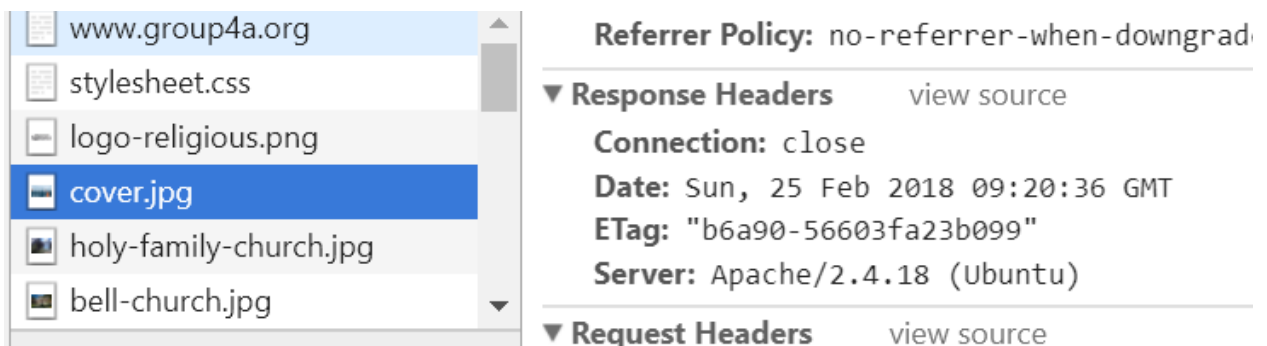 www.group4a.org
stylesheet.css
logo-religious.png
cover.jpg
holy-family-church.jpg
bell-church.jpg
Referrer Policy: no-referrer-when-downgrad
Response Headers view source
Connection: close
Date: Sun, 25 Feb 2018 09:20:36 GMT
ETag: "b6a90-56603fa23b099"
Server: Apache/2.4.18 (Ubuntu)
Request Headers view source